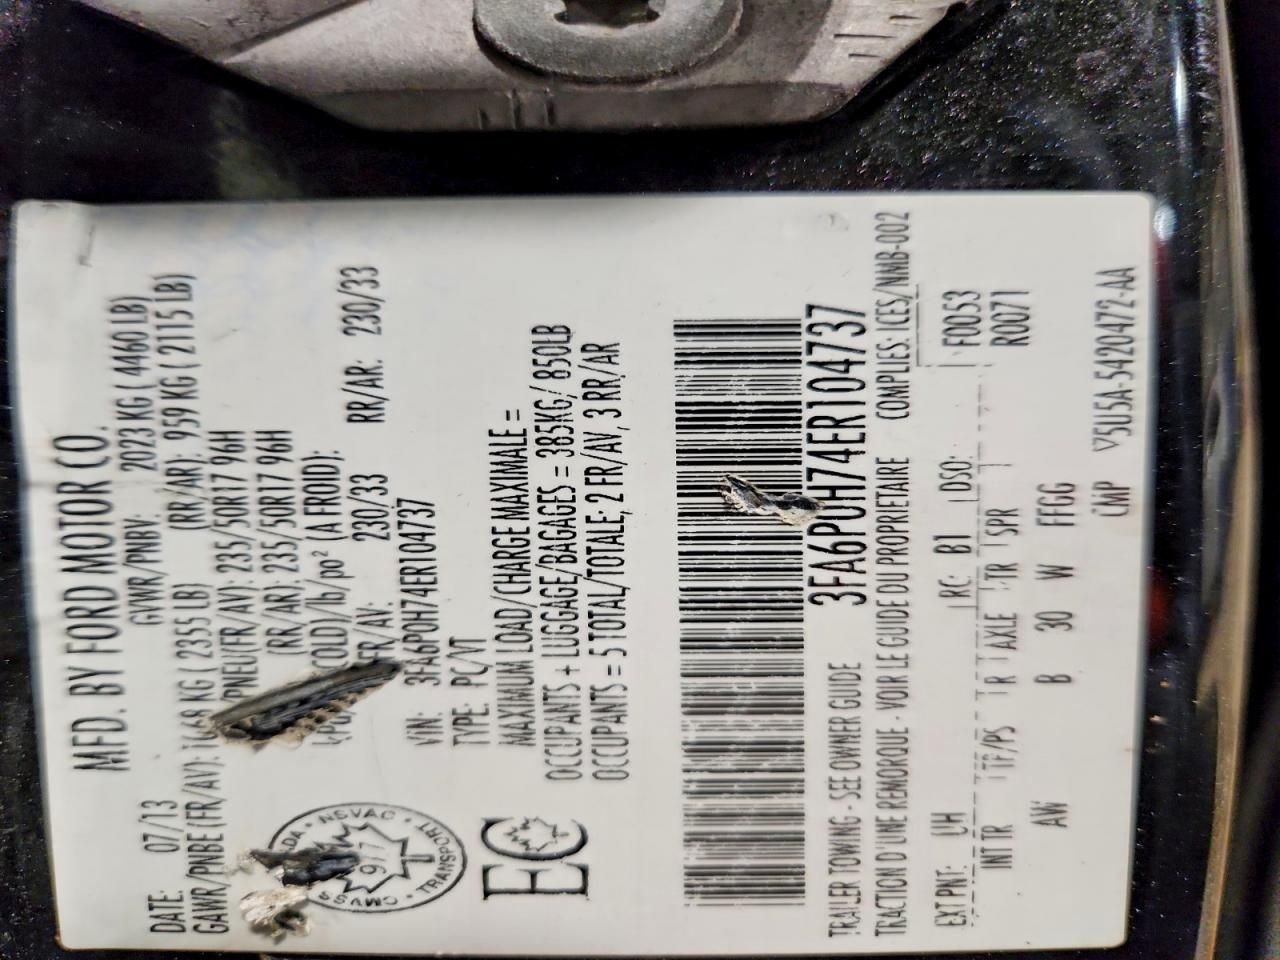 MFD. BY FORD MOTOR CO.
DATE: 07/13 GVWR/PNBV: 2023 KG ( 4460 LB)
GAWR/PNBE (FR/AV): 1068 KG ( 2355 LB) (RR/AR): 959 KG ( 2115 LB)
PNEU(FR/AV): 235/50R17 96H
(RR/AR): 235/50R17 96H
(COLD)/lb/po² (A FROID):
FR/AV: 230/33 RR/AR: 230/33
VIN: 3FA6P0H74ER104737
TYPE: PC/VT
MAXIMUM LOAD/CHARGE MAXIMALE =
OCCUPANTS + LUGGAGE/BAGAGES = 385KG/ 850LB
OCCUPANTS = 5 TOTAL/TOTALE; 2 FR/AV, 3 RR/AR
NSVAC • TRANSPORT • CMVSS
977
EC
3FA6P0H74ER104737
TRAILER TOWING - SEE OWNER GUIDE
TRACTION D'UNE REMORQUE - VOIR LE GUIDE DU PROPRIETAIRE COMPLIES: ICES/NMB-002
EXT PNT: UH RC: B1 DSO: F0053
INT TR TP/PS R AXLE TR SPR R0071
AW B 30 W FFGG
CMP V5U5A-5420472-AA